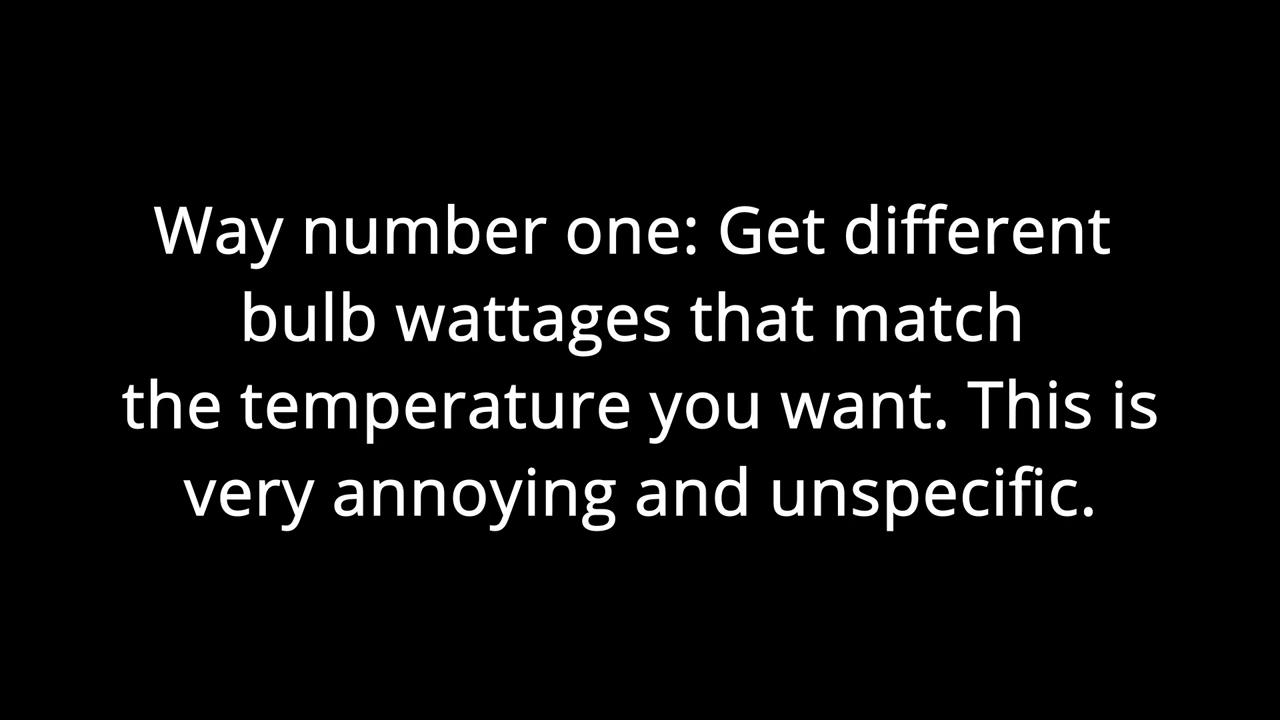 Way number one: Get different
bulb wattages that match
the temperature you want. This is
very annoying and unspecific.